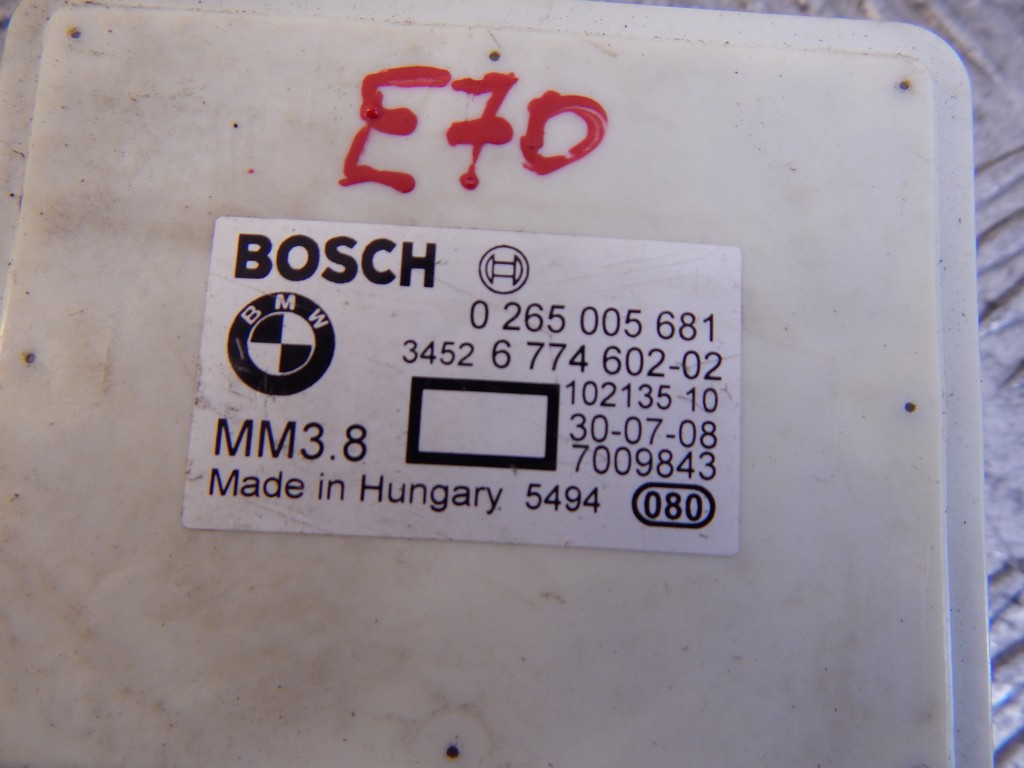 E70
BOSCH
BMW
0 265 005 681
3452 6 774 602-02
102135 10
30-07-08
MM3.8
7009843
Made in Hungary 5494 080